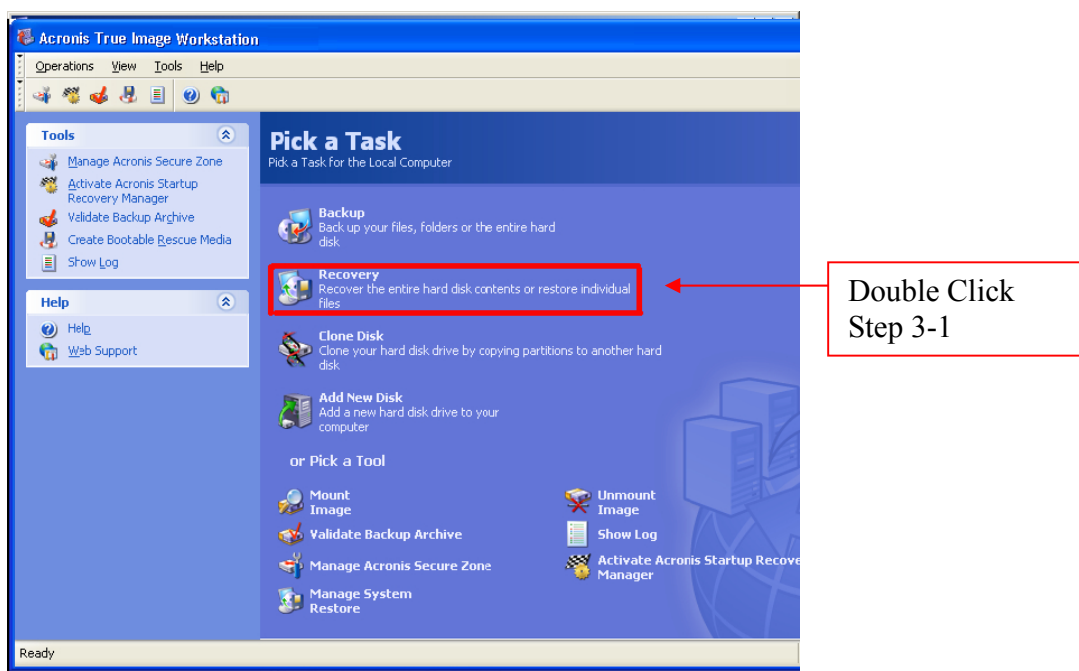 Acronis True Image Workstation
Operations View Tools Help
Tools
Manage Acronis Secure Zone
Activate Acronis Startup
Recovery Manager
Validate Backup Archive
Create Bootable Rescue Media
Show Log
Help
Help
Web Support
Pick a Task
Pick a Task for the Local Computer
Backup
Back up your files, folders or the entire hard
disk
Recovery
Recover the entire hard disk contents or restore individual
files
Clone Disk
Clone your hard disk drive by copying partitions to another hard
disk
Add New Disk
Add a new hard disk drive to your
computer
or Pick a Tool
Mount
Image
Unmount
Image
Validate Backup Archive
Show Log
Manage Acronis Secure Zone
Activate Acronis Startup Recove
Manager
Manage System
Restore
Ready
Double Click
Step 3-1